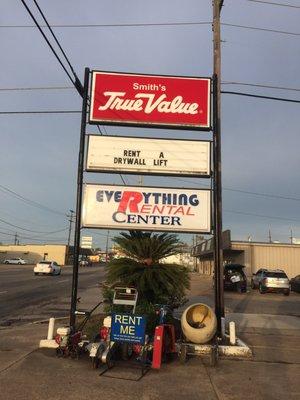 Smith's
True Value
RENT A
DRYWALL LIFT
EVERYTHING
RENTAL
CENTER
RENT
ME